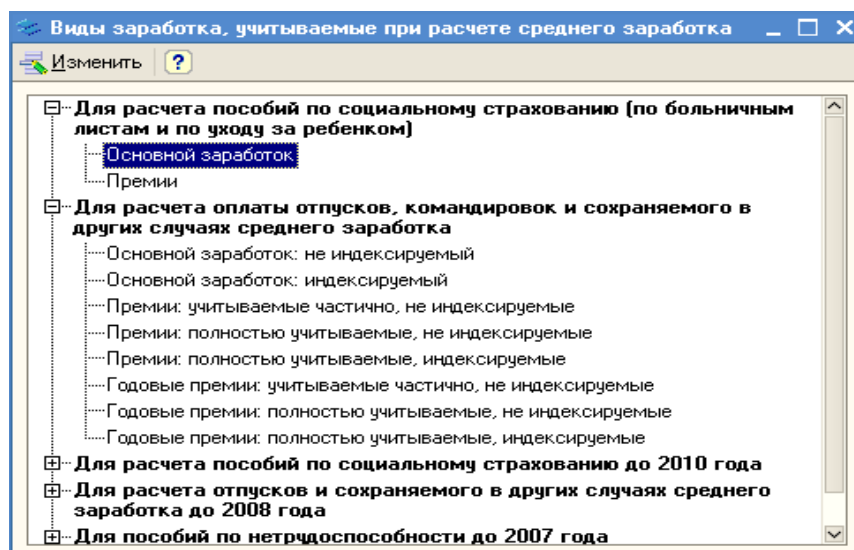 Виды заработка, учитываемые при расчете среднего заработка
Изменить ?
Для расчета пособий по социальному страхованию (по больничным
листам и по уходу за ребенком)
Основной заработок
Премии
Для расчета оплаты отпусков, командировок и сохраняемого в
других случаях среднего заработка
Основной заработок: не индексируемый
Основной заработок: индексируемый
Премии: учитываемые частично, не индексируемые
Премии: полностью учитываемые, не индексируемые
Премии: полностью учитываемые, индексируемые
Годовые премии: учитываемые частично, не индексируемые
Годовые премии: полностью учитываемые, не индексируемые
Годовые премии: полностью учитываемые, индексируемые
Для расчета пособий по социальному страхованию до 2010 года
Для расчета отпусков и сохраняемого в других случаях среднего
заработка до 2008 года
Для пособий по нетрудоспособности до 2007 года